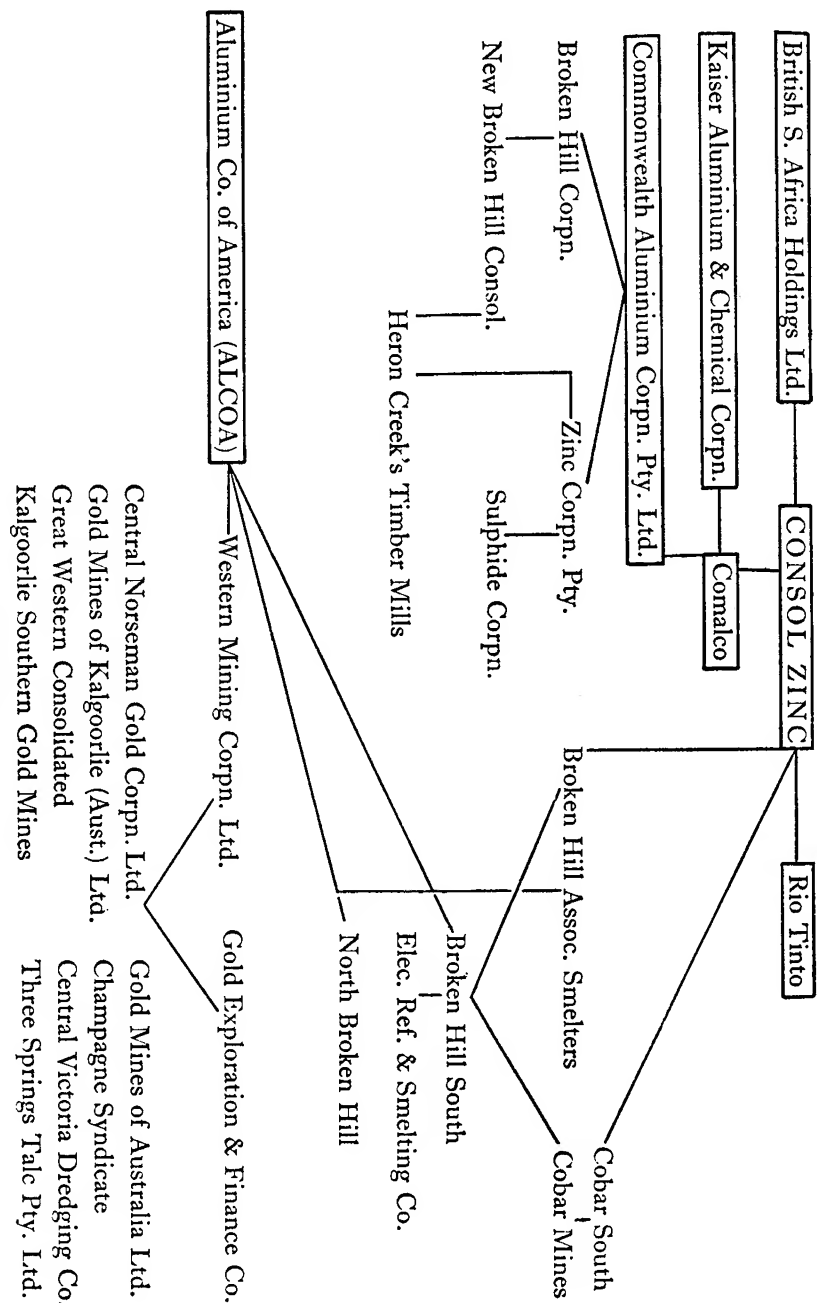 British S. Africa Holdings Ltd.
CONSOL ZINC
Rio Tinto
Kaiser Aluminium & Chemical Corpn.
Comalco
Commonwealth Aluminium Corpn. Pty. Ltd.
Cobar South
Broken Hill Corpn.
Zinc Corpn. Pty.
Broken Hill Assoc. Smelters
Cobar Mines
New Broken Hill Consol.
Sulphide Corpn.
Broken Hill South
Heron Creek's Timber Mills
Elec. Ref. & Smelting Co.
North Broken Hill
Aluminium Co. of America (ALCOA)
Western Mining Corpn. Ltd.
Gold Exploration & Finance Co.
Central Norseman Gold Corpn. Ltd.
Gold Mines of Kalgoorlie (Aust.) Ltd.
Great Western Consolidated
Kalgoorlie Southern Gold Mines
Gold Mines of Australia Ltd.
Champagne Syndicate
Central Victoria Dredging Co.
Three Springs Talc Pty. Ltd.